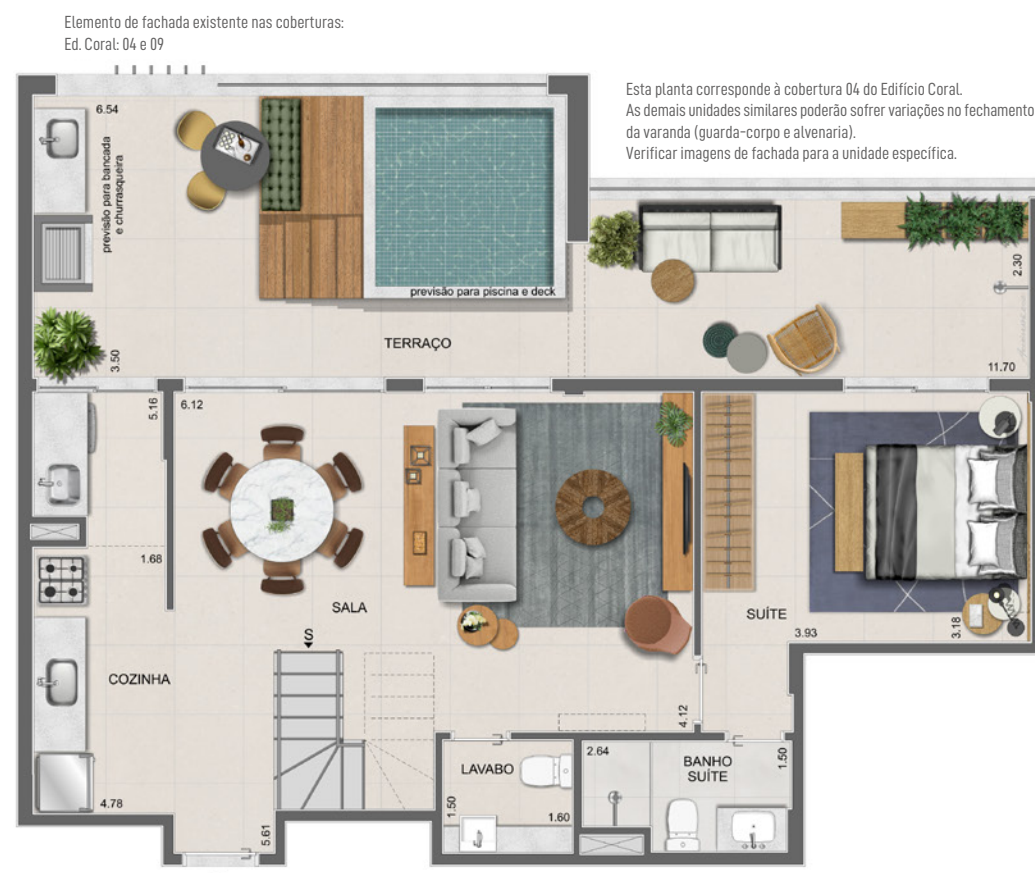 Elemento de fachada existente nas coberturas:
Ed. Coral: 04 e 09
Esta planta corresponde à cobertura 04 do Edifício Coral.
As demais unidades similares poderão sofrer variações no fechamento
da varanda (guarda-corpo e alvenaria).
Verificar imagens de fachada para a unidade específica.
6.54
previsão para bancada
e churrasqueira
previsão para piscina e deck
2.30
TERRAÇO
3.50
11.70
5.16
6.12
1.68
SALA
SUÍTE
3.93
3.18
S
COZINHA
4.12
LAVABO
2.64
BANHO
SUÍTE
1.50
4.78
1.50
1.60
5.61